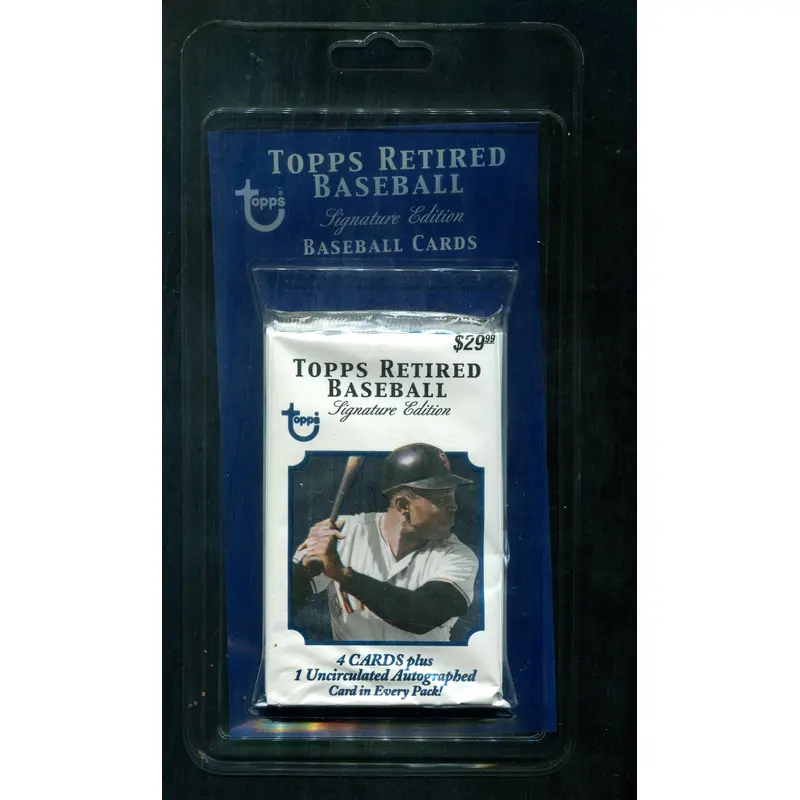 TOPPS RETIRED
BASEBALL
topps®
Signature Edition
BASEBALL CARDS
$29.99
TOPPS RETIRED
BASEBALL
Signature Edition
topps
4 CARDS plus
1 Uncirculated Autographed
Card in Every Pack!